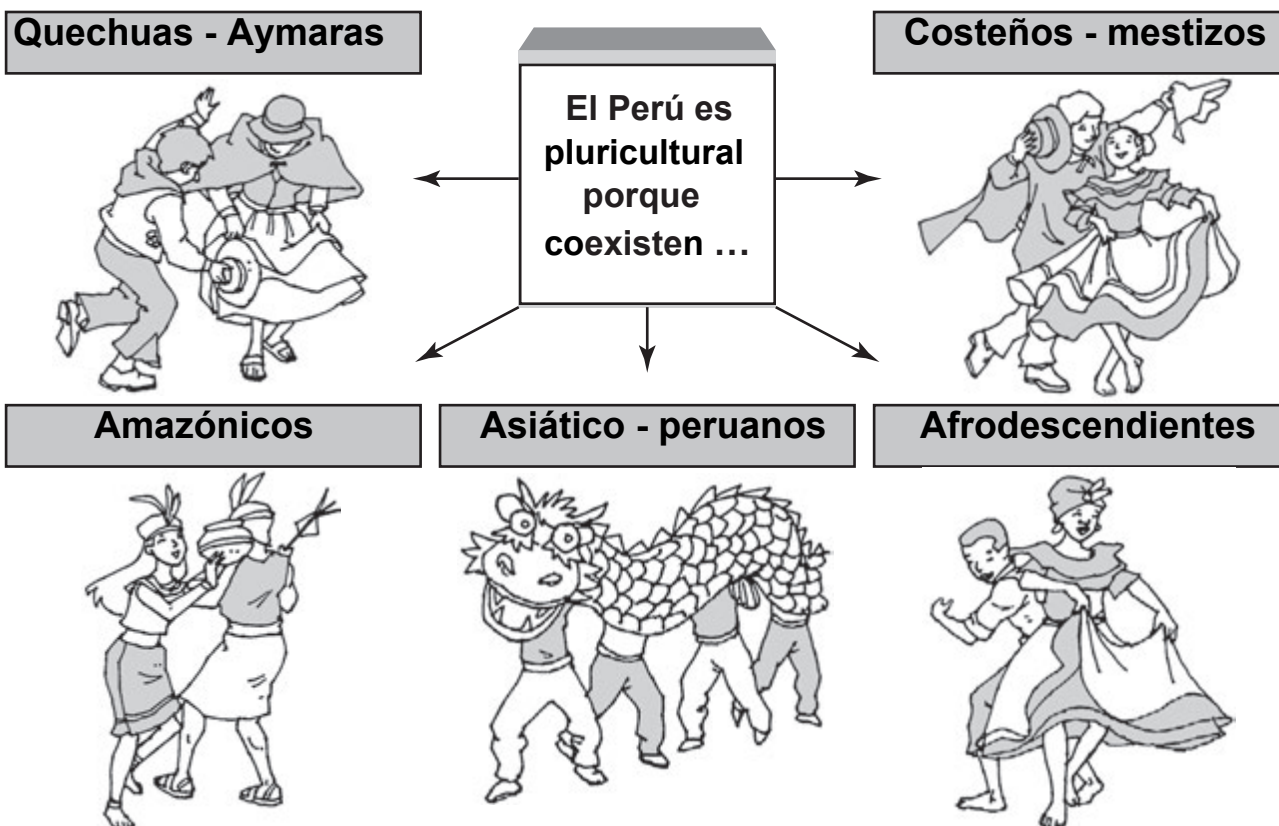 Quechuas - Aymaras
El Perú es
pluricultural
porque
coexisten …
Costeños - mestizos
Amazónicos
Asiático - peruanos
Afrodescendientes